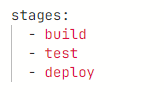 stages:
  - build
  - test
  - deploy